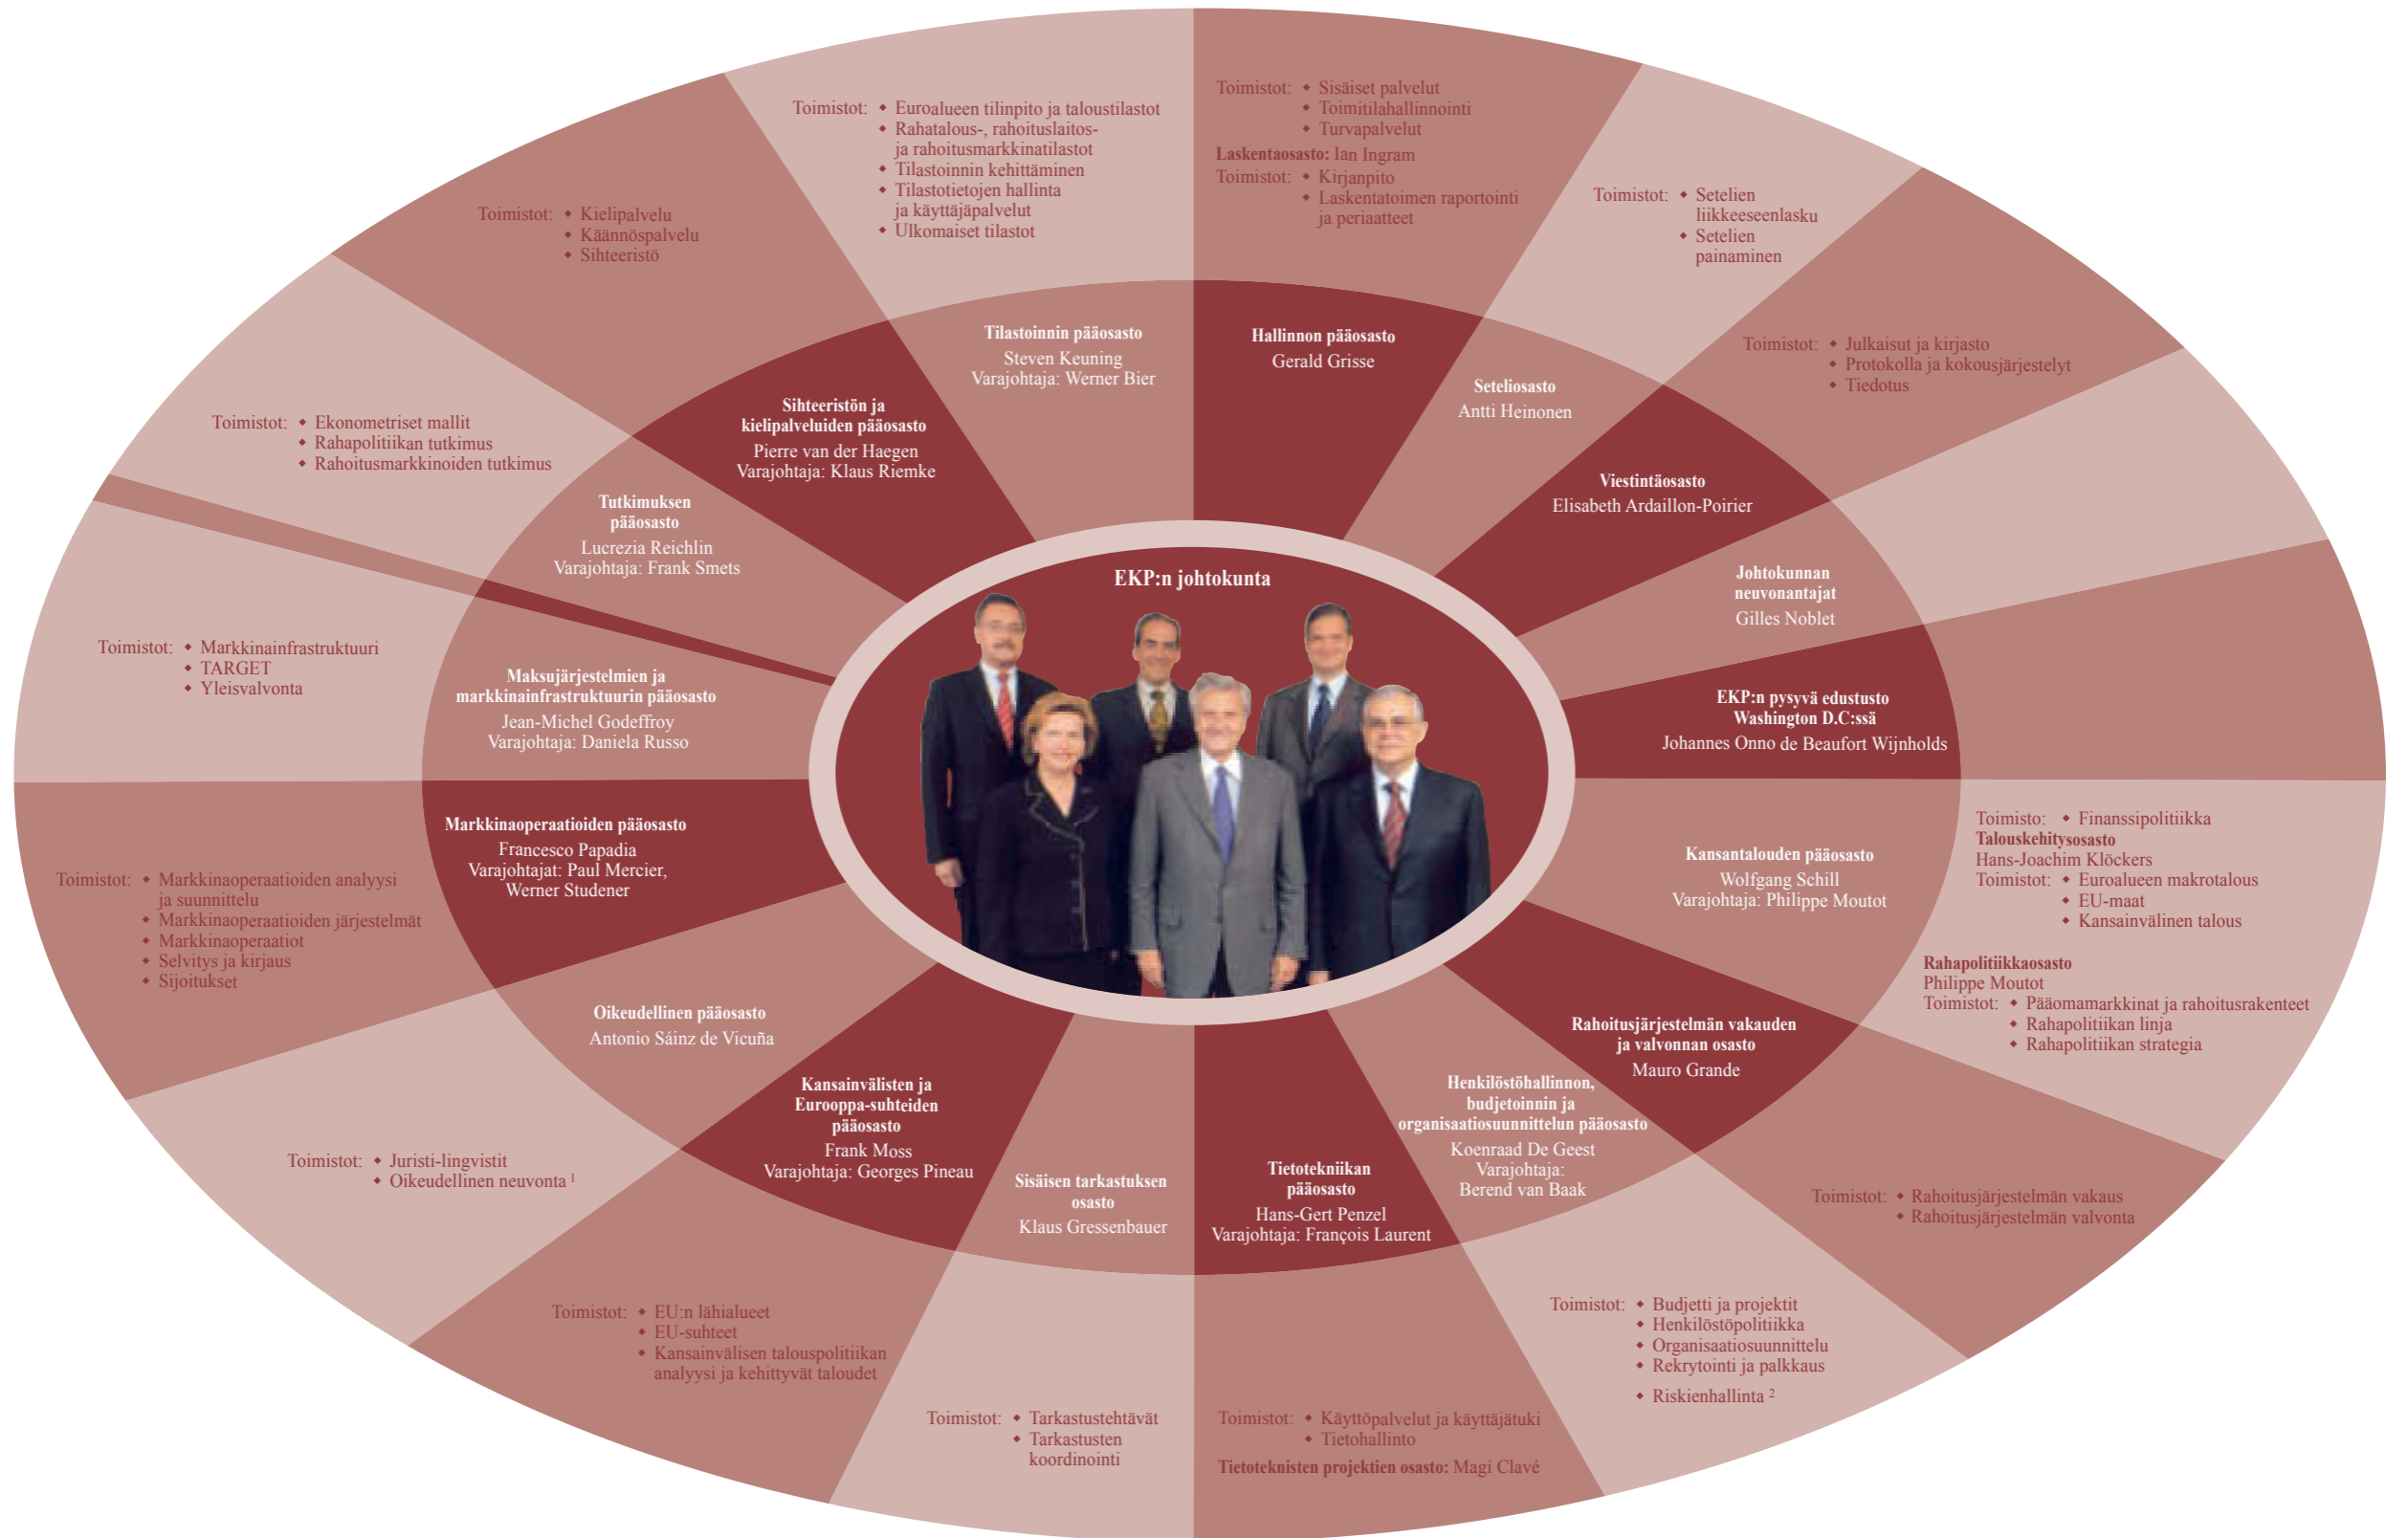 Toimistot: ◆ Euroalueen tilinpito ja taloustilastot
◆ Rahatalous-, rahoituslaitos-
ja rahoitusmarkkinatilastot
◆ Tilastoinnin kehittäminen
◆ Tilastotietojen hallinta
ja käyttäjäpalvelut
◆ Ulkomaiset tilastot
Tilastoinnin pääosasto
Steven Keuning
Varajohtaja: Werner Bier
Toimistot: ◆ Sisäiset palvelut
◆ Toimitilahallinnointi
◆ Turvapalvelut
Laskentaosasto: Ian Ingram
Toimistot: ◆ Kirjanpito
◆ Laskentatoimen raportointi
ja periaatteet
Hallinnon pääosasto
Gerald Grisse
Toimistot: ◆ Setelien
liikkeeseenlasku
◆ Setelien
painaminen
Seteliosasto
Antti Heinonen
Toimistot: ◆ Julkaisut ja kirjasto
◆ Protokolla ja kokousjärjestelyt
◆ Tiedotus
Viestintäosasto
Elisabeth Ardaillon-Poirier
Johtokunnan
neuvonantajat
Gilles Noblet
EKP:n pysyvä edustusto
Washington D.C:ssä
Johannes Onno de Beaufort Wijnholds
Kansantalouden pääosasto
Wolfgang Schill
Varajohtaja: Philippe Moutot
Toimisto: ◆ Finanssipolitiikka
Talouskehitysosasto
Hans-Joachim Klöckers
Toimistot: ◆ Euroalueen makrotalous
◆ EU-maat
◆ Kansainvälinen talous
Rahapolitiikkaosasto
Philippe Moutot
Toimistot: ◆ Pääomamarkkinat ja rahoitusrakenteet
◆ Rahapolitiikan linja
◆ Rahapolitiikan strategia
Rahoitusjärjestelmän vakauden
ja valvonnan osasto
Mauro Grande
Toimistot: ◆ Rahoitusjärjestelmän vakaus
◆ Rahoitusjärjestelmän valvonta
Henkilöstöhallinnon,
budjetoinnin ja
organisaatiosuunnittelun pääosasto
Koenraad De Geest
Varajohtaja:
Berend van Baak
Toimistot: ◆ Budjetti ja projektit
◆ Henkilöstöpolitiikka
◆ Organisaatiosuunnittelu
◆ Rekrytointi ja palkkaus
◆ Riskienhallinta 2
Tietotekniikan
pääosasto
Hans-Gert Penzel
Varajohtaja: François Laurent
Toimistot: ◆ Käyttöpalvelut ja käyttäjätuki
◆ Tietohallinto
Tietoteknisten projektien osasto: Magí Clavé
Sisäisen tarkastuksen
osasto
Klaus Gressenbauer
Toimistot: ◆ Tarkastustehtävät
◆ Tarkastusten
koordinointi
Kansainvälisten ja
Eurooppa-suhteiden
pääosasto
Frank Moss
Varajohtaja: Georges Pineau
Toimistot: ◆ EU:n lähialueet
◆ EU-suhteet
◆ Kansainvälisen talouspolitiikan
analyysi ja kehittyvät taloudet
Oikeudellinen pääosasto
Antonio Sáinz de Vicuña
Toimistot: ◆ Juristi-lingvistit
◆ Oikeudellinen neuvonta 1
Markkinaoperaatioiden pääosasto
Francesco Papadia
Varajohtajat: Paul Mercier,
Werner Studener
Toimistot: ◆ Markkinaoperaatioiden analyysi
ja suunnittelu
◆ Markkinaoperaatioiden järjestelmät
◆ Markkinaoperaatiot
◆ Selvitys ja kirjaus
◆ Sijoitukset
Maksujärjestelmien ja
markkinainfrastruktuurin pääosasto
Jean-Michel Godeffroy
Varajohtaja: Daniela Russo
Toimistot: ◆ Markkinainfrastruktuuri
◆ TARGET
◆ Yleisvalvonta
Tutkimuksen
pääosasto
Lucrezia Reichlin
Varajohtaja: Frank Smets
Toimistot: ◆ Ekonometriset mallit
◆ Rahapolitiikan tutkimus
◆ Rahoitusmarkkinoiden tutkimus
Sihteeristön ja
kielipalveluiden pääosasto
Pierre van der Haegen
Varajohtaja: Klaus Riemke
Toimistot: ◆ Kielipalvelu
◆ Käännöspalvelu
◆ Sihteeristö
EKP:n johtokunta